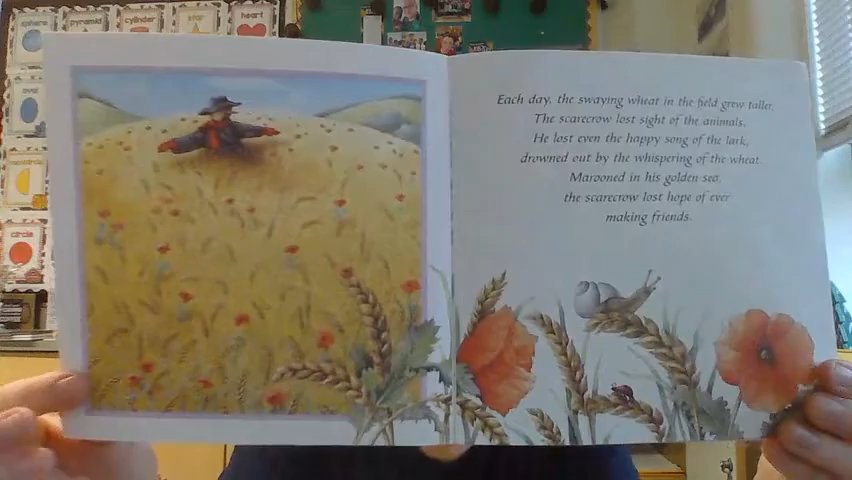 sphere
pyramid
cylinder
star
heart
circle
Each day, the swaying wheat in the field grew taller.
The scarecrow lost sight of the animals.
He lost even the happy song of the lark,
drowned out by the whispering of the wheat.
Marooned in his golden sea,
the scarecrow lost hope of ever
making friends.